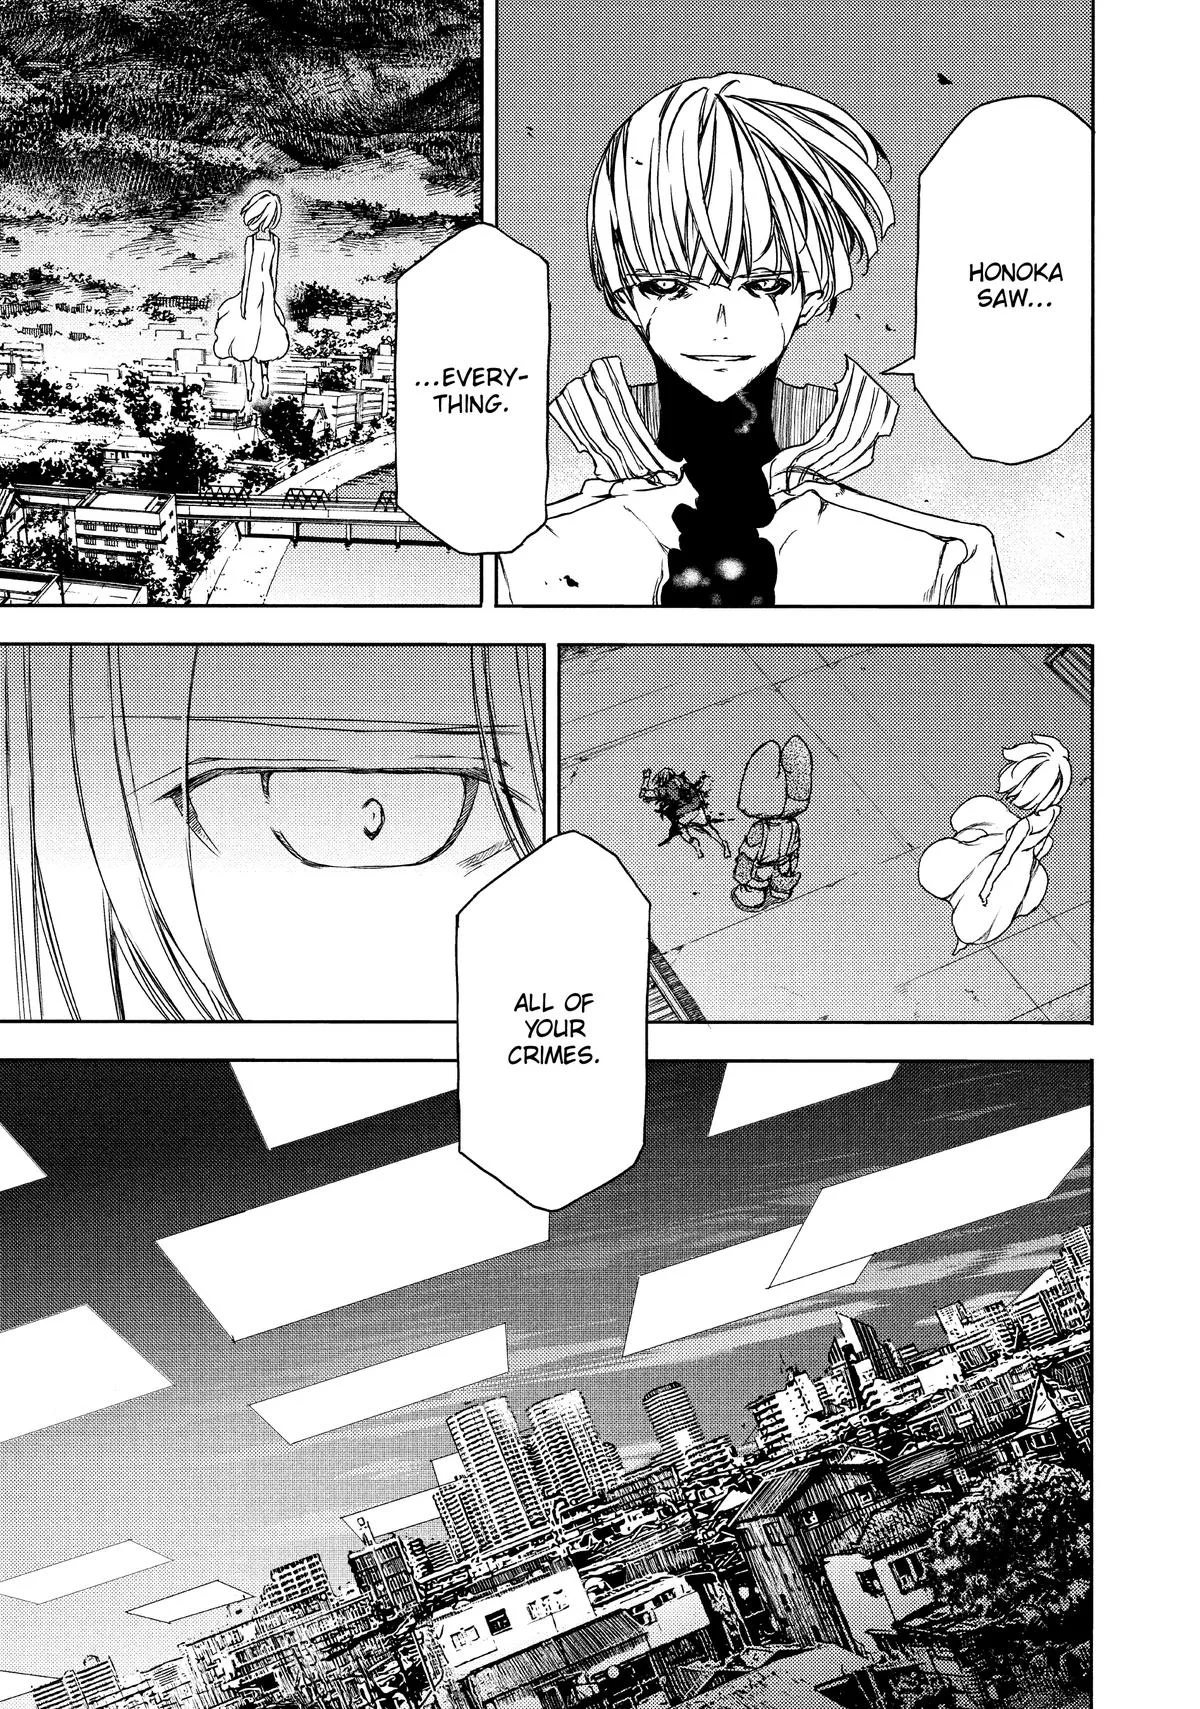 HONOKA
SAW...
...EVERY-
THING.
ALL OF
YOUR
CRIMES.